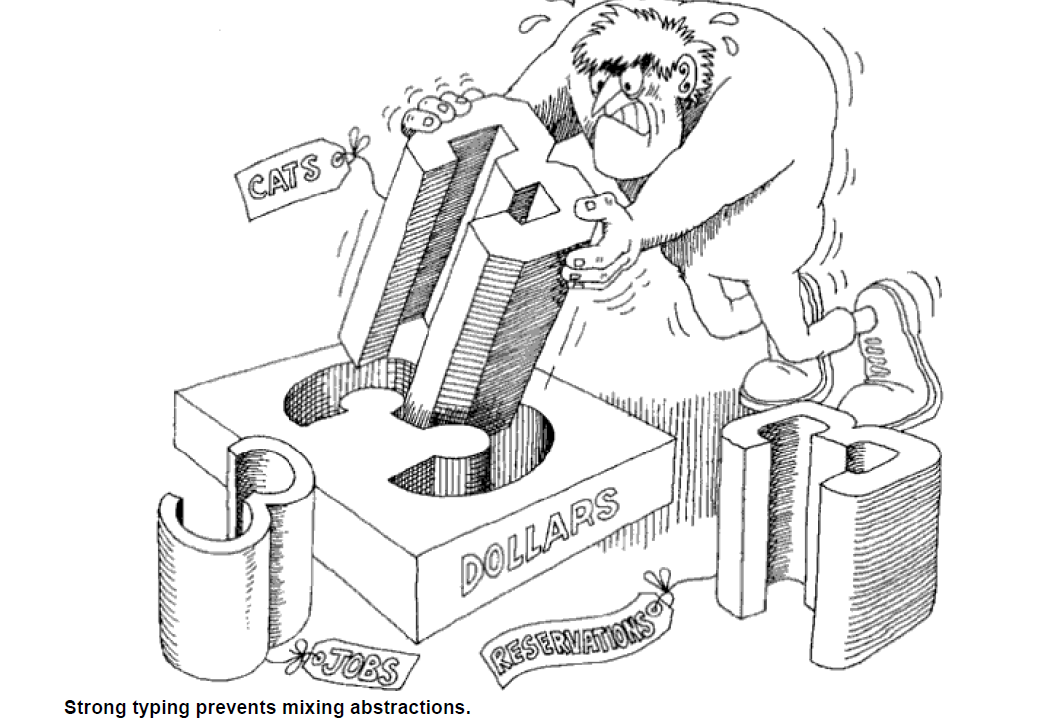 CATS
DOLLARS
RESERVATIONS
JOBS
Strong typing prevents mixing abstractions.